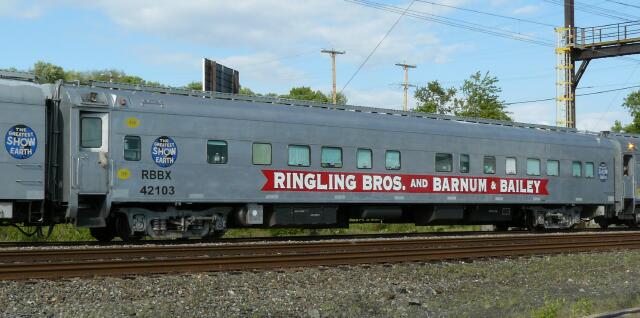 THE GREATEST
SHOW
ON EARTH
THE GREATEST
SHOW
ON EARTH
RBBX
42103
RINGLING BROS. AND BARNUM & BAILEY